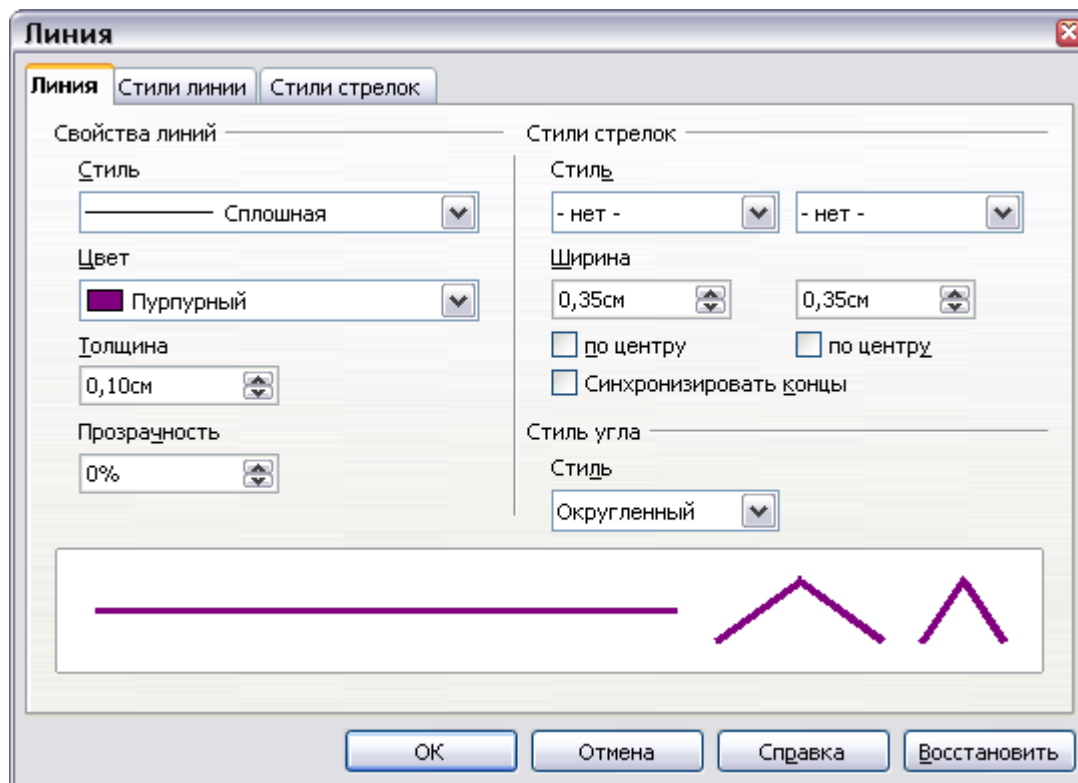 Линия
Линия Стили линии Стили стрелок
Свойства линий
Стиль
Сплошная
Цвет
Пурпурный
Толщина
0,10см
Прозрачность
0%
Стили стрелок
Стиль
- нет - - нет -
Ширина
0,35см 0,35см
по центру по центру
Синхронизировать концы
Стиль угла
Стиль
Округленный
ОК Отмена Справка Восстановить